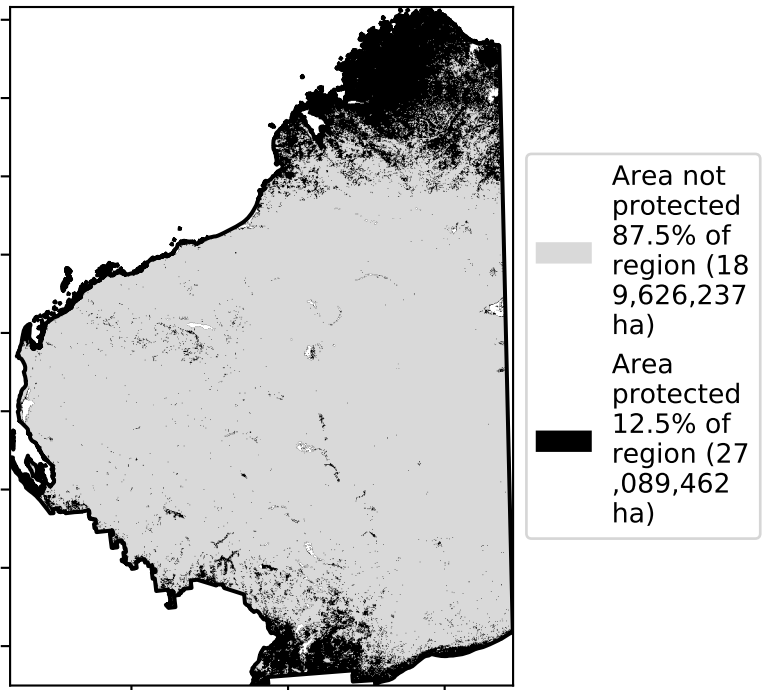 Area not
protected
87.5% of
region (18
9,626,237
ha)
Area
protected
12.5% of
region (27
,089,462
ha)